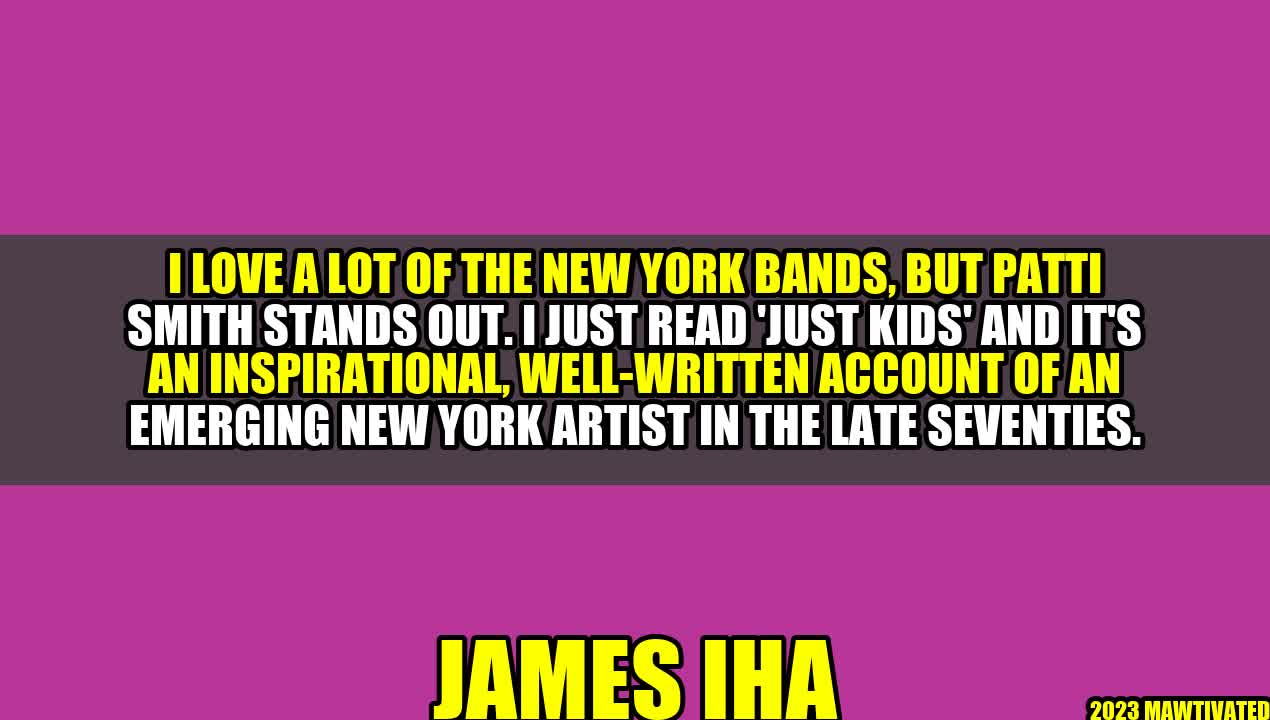 I LOVE A LOT OF THE NEW YORK BANDS, BUT PATTI
SMITH STANDS OUT. I JUST READ 'JUST KIDS' AND IT'S
AN INSPIRATIONAL, WELL-WRITTEN ACCOUNT OF AN
EMERGING NEW YORK ARTIST IN THE LATE SEVENTIES.
JAMES IHA
2023 MAWTIVATED